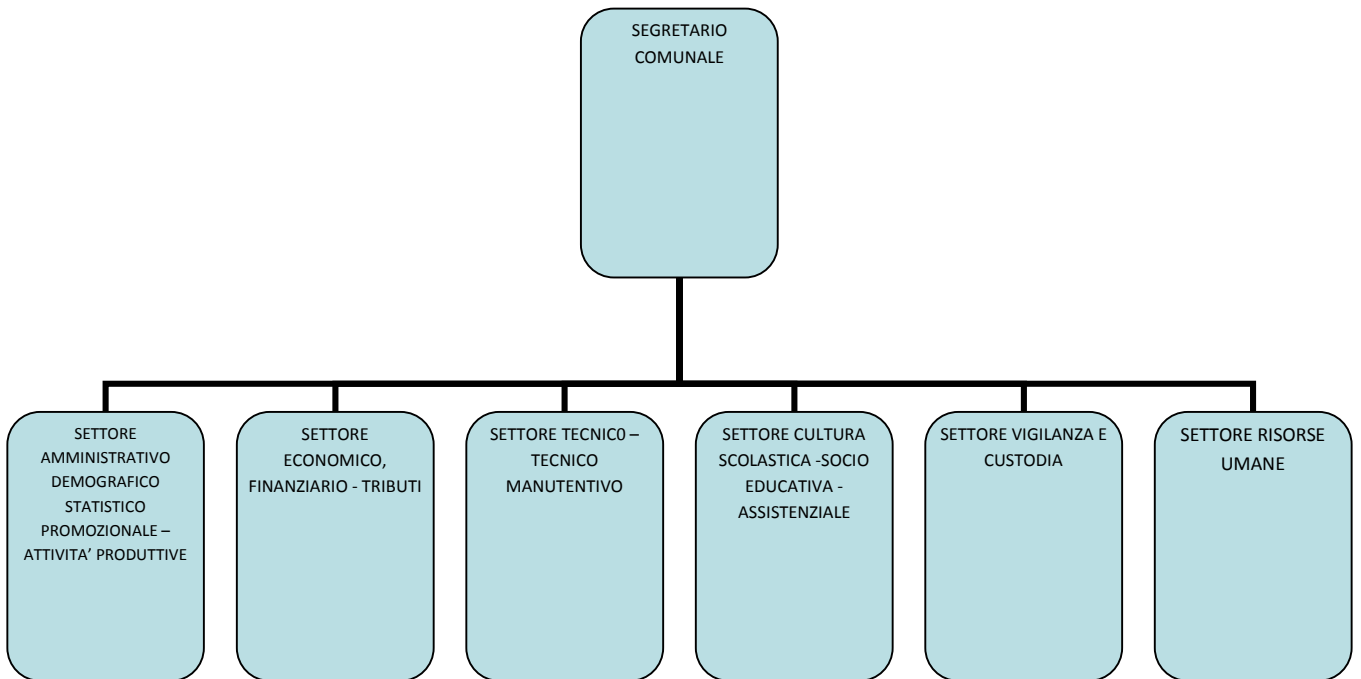 SEGRETARIO
COMUNALE
SETTORE
AMMINISTRATIVO
DEMOGRAFICO
STATISTICO
PROMOZIONALE –
ATTIVITA’ PRODUTTIVE
SETTORE
ECONOMICO,
FINANZIARIO - TRIBUTI
SETTORE TECNIC0 –
TECNICO
MANUTENTIVO
SETTORE CULTURA
SCOLASTICA -SOCIO
EDUCATIVA -
ASSISTENZIALE
SETTORE VIGILANZA E
CUSTODIA
SETTORE RISORSE
UMANE